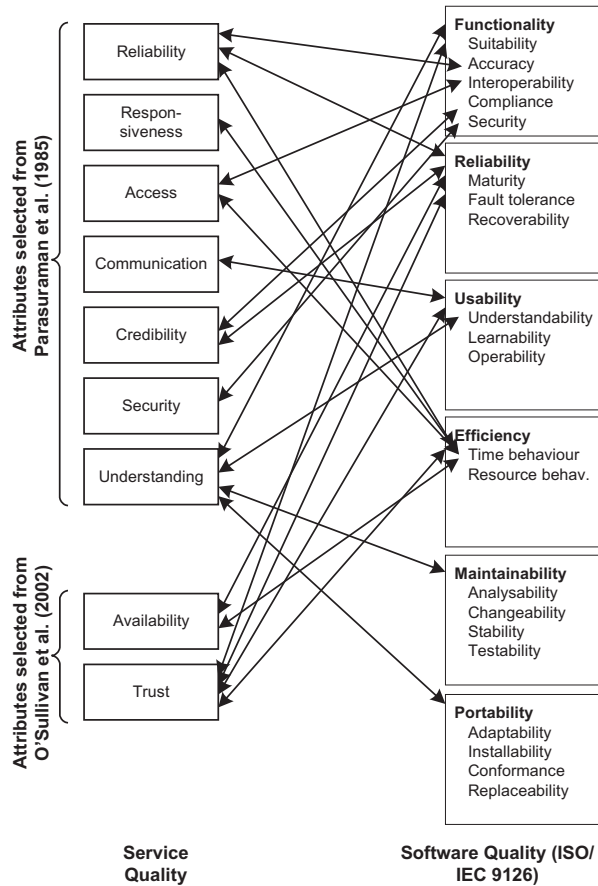 Attributes selected from
Parasuraman et al. (1985)
Reliability
Respon-
siveness
Access
Communication
Credibility
Security
Understanding
Attributes selected from
O'Sullivan et al. (2002)
Availability
Trust
Service
Quality
Functionality
Suitability
Accuracy
Interoperability
Compliance
Security
Reliability
Maturity
Fault tolerance
Recoverability
Usability
Understandability
Learnability
Operability
Efficiency
Time behaviour
Resource behav.
Maintainability
Analysability
Changeability
Stability
Testability
Portability
Adaptability
Installability
Conformance
Replaceability
Software Quality (ISO/
IEC 9126)